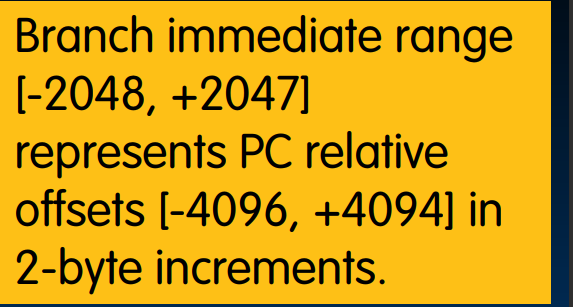 Branch immediate range
[-2048, +2047]
represents PC relative
offsets [-4096, +4094] in
2-byte increments.